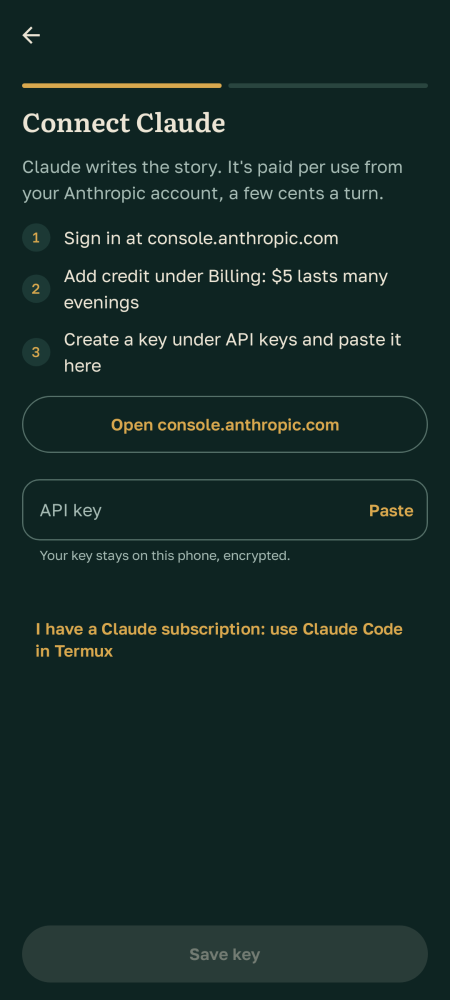 Connect Claude
Claude writes the story. It's paid per use from
your Anthropic account, a few cents a turn.
1 Sign in at console.anthropic.com
2 Add credit under Billing: $5 lasts many
evenings
3 Create a key under API keys and paste it
here
Open console.anthropic.com
API key Paste
Your key stays on this phone, encrypted.
I have a Claude subscription: use Claude Code
in Termux
Save key